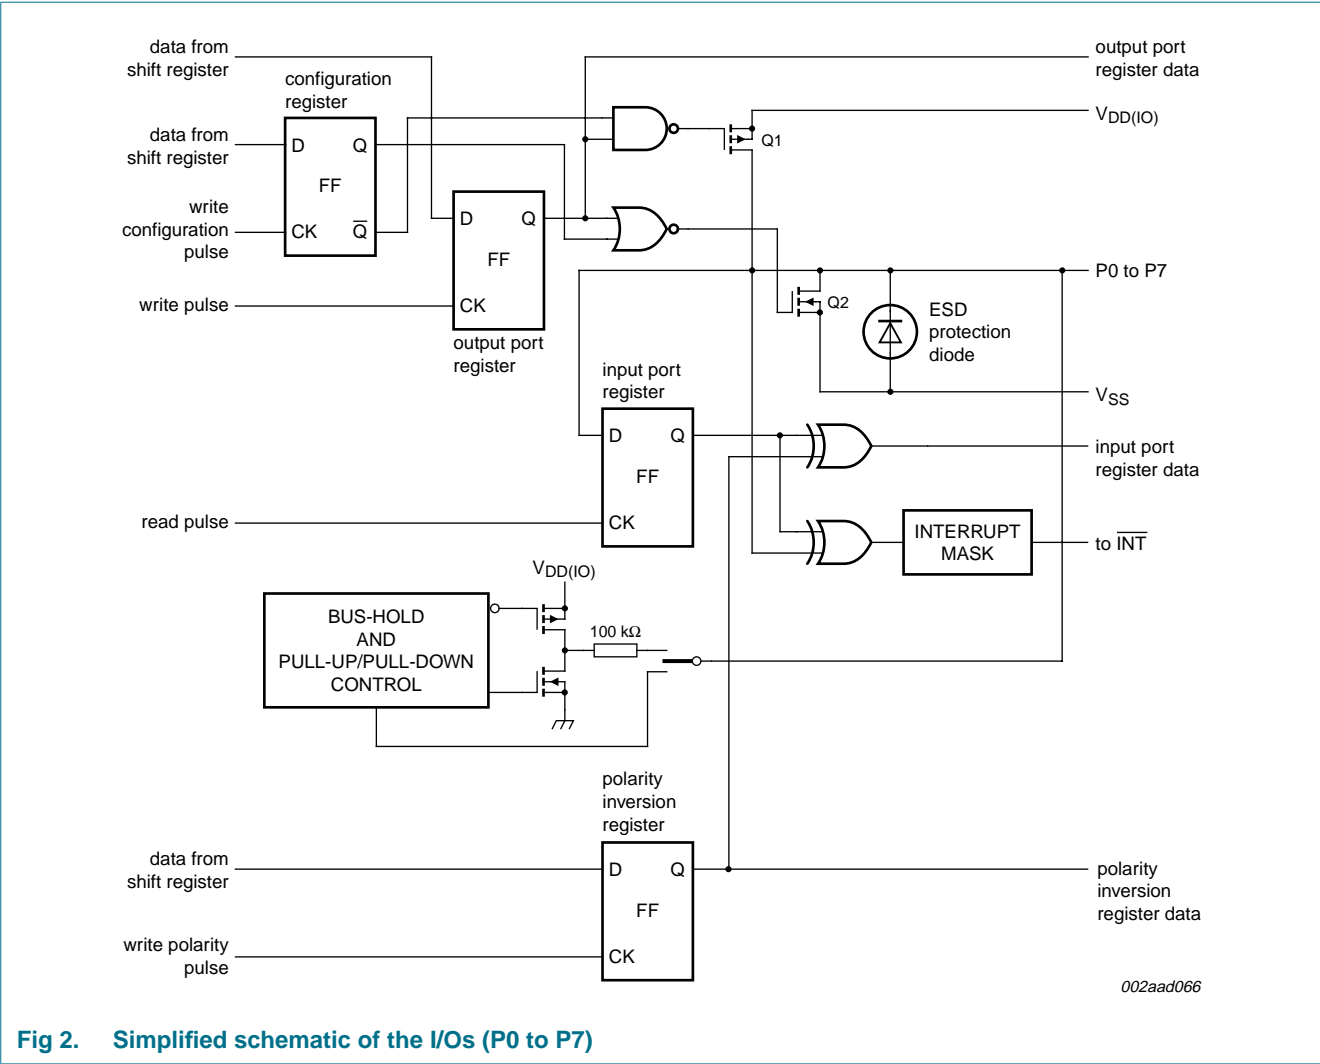 data from
shift register
output port
register data
configuration
register
VDD(IO)
Q1
data from
shift register
D
Q
FF
write
configuration
pulse
CK
Q̅
D
Q
FF
CK
P0 to P7
write pulse
Q2
ESD
protection
diode
output port
register
input port
register
VSS
D
Q
FF
CK
input port
register data
read pulse
INTERRUPT
MASK
to I̅N̅T̅
VDD(IO)
BUS-HOLD
AND
PULL-UP/PULL-DOWN
CONTROL
100 kΩ
polarity
inversion
register
data from
shift register
D
Q
FF
CK
polarity
inversion
register data
write polarity
pulse
002aad066
Fig 2. Simplified schematic of the I/Os (P0 to P7)